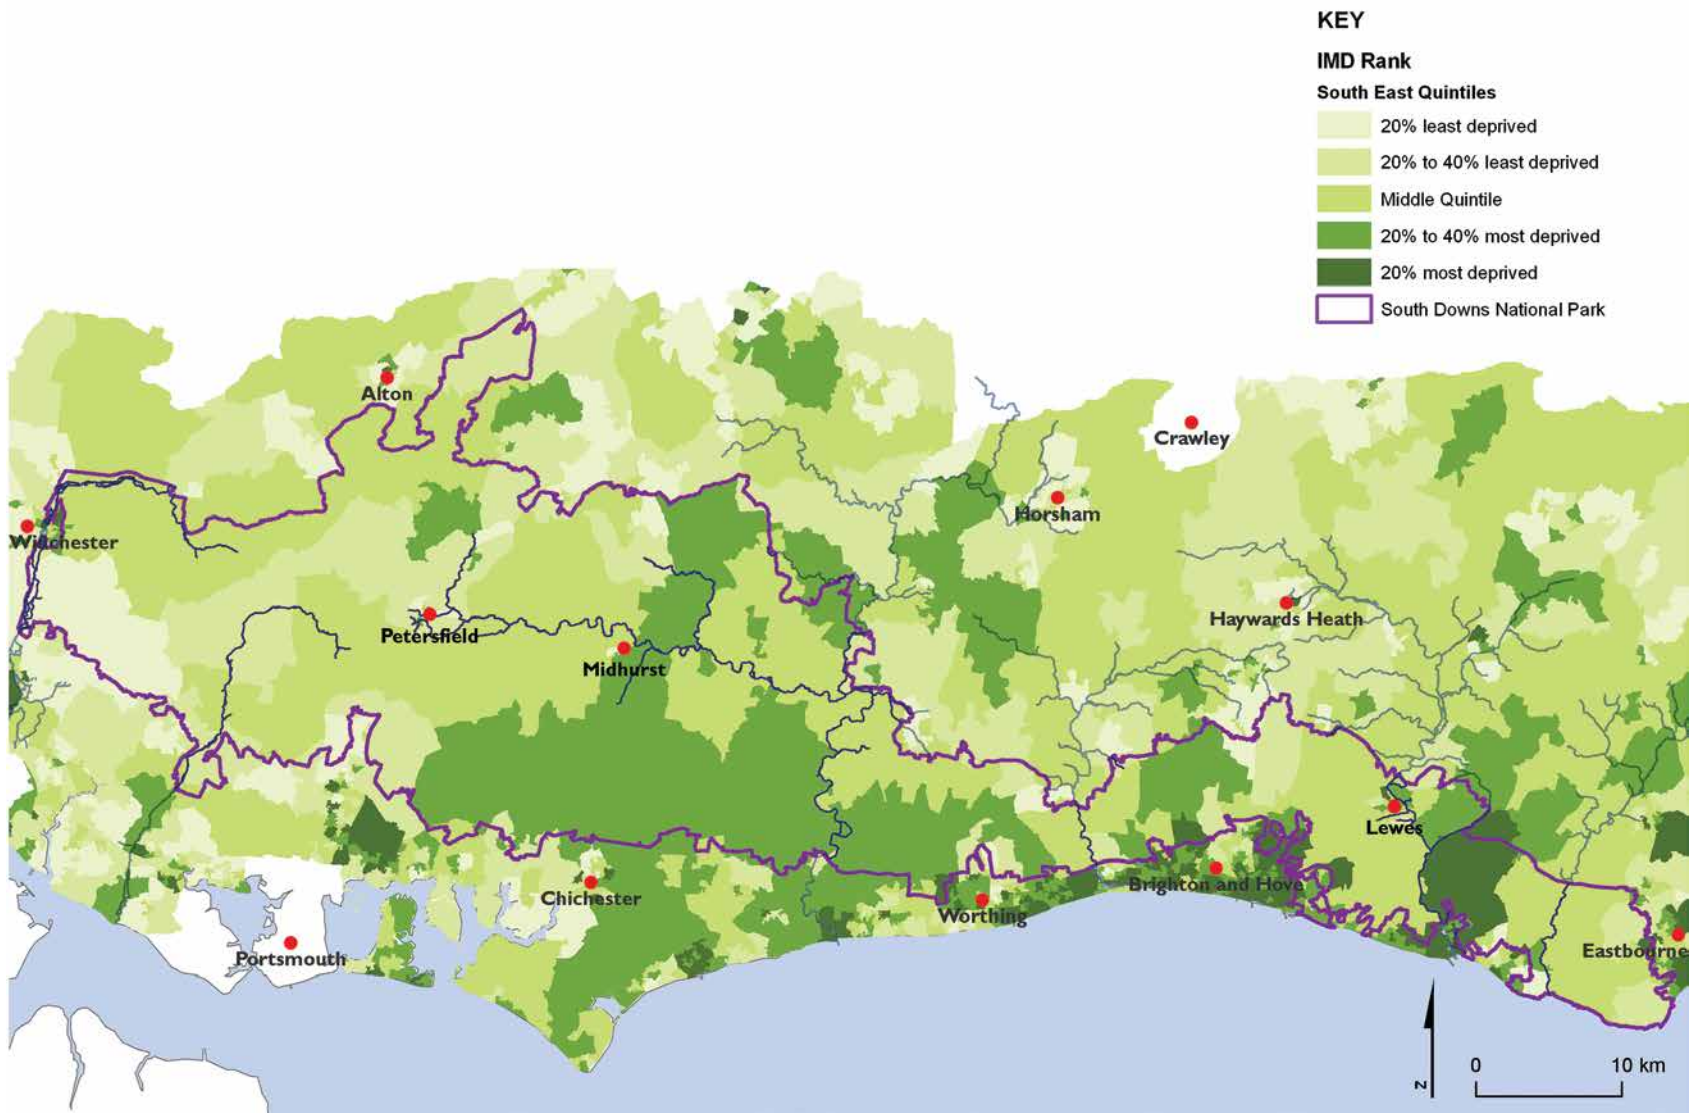 KEY
IMD Rank
South East Quintiles
20% least deprived
20% to 40% least deprived
Middle Quintile
20% to 40% most deprived
20% most deprived
South Downs National Park
Alton
Crawley
Winchester
Horsham
Petersfield
Midhurst
Haywards Heath
Lewes
Chichester
Worthing
Brighton and Hove
Portsmouth
Eastbourne
N
0 10 km